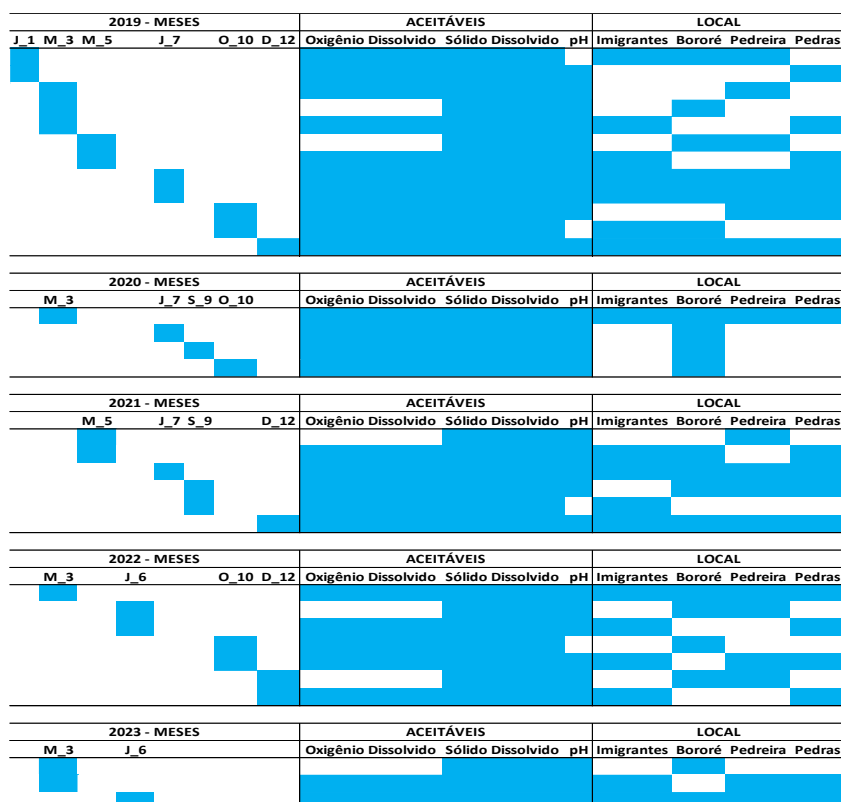 2019 - MESES ACEITÁVEIS LOCAL
J_1 M_3 M_5 J_7 O_10 D_12 Oxigênio Dissolvido Sólido Dissolvido pH Imigrantes Bororé Pedreira Pedras
2020 - MESES ACEITÁVEIS LOCAL
M_3 J_7 S_9 O_10 Oxigênio Dissolvido Sólido Dissolvido pH Imigrantes Bororé Pedreira Pedras
2021 - MESES ACEITÁVEIS LOCAL
M_5 J_7 S_9 D_12 Oxigênio Dissolvido Sólido Dissolvido pH Imigrantes Bororé Pedreira Pedras
2022 - MESES ACEITÁVEIS LOCAL
M_3 J_6 O_10 D_12 Oxigênio Dissolvido Sólido Dissolvido pH Imigrantes Bororé Pedreira Pedras
2023 - MESES ACEITÁVEIS LOCAL
M_3 J_6 Oxigênio Dissolvido Sólido Dissolvido pH Imigrantes Bororé Pedreira Pedras